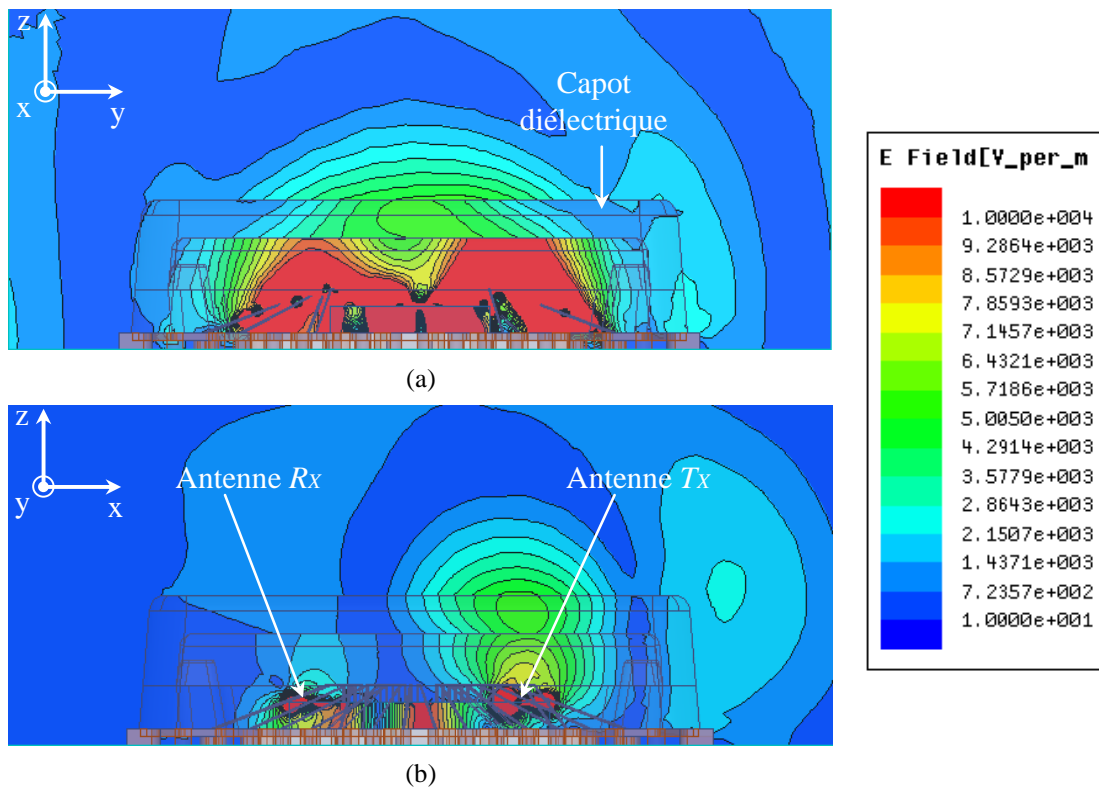 z
x
y
Capot
diélectrique
(a)
z
y
x
Antenne Rx
Antenne Tx
(b)
E Field[V_per_m
1.0000e+004
9.2864e+003
8.5729e+003
7.8593e+003
7.1457e+003
6.4321e+003
5.7186e+003
5.0050e+003
4.2914e+003
3.5779e+003
2.8643e+003
2.1507e+003
1.4371e+003
7.2357e+002
1.0000e+001